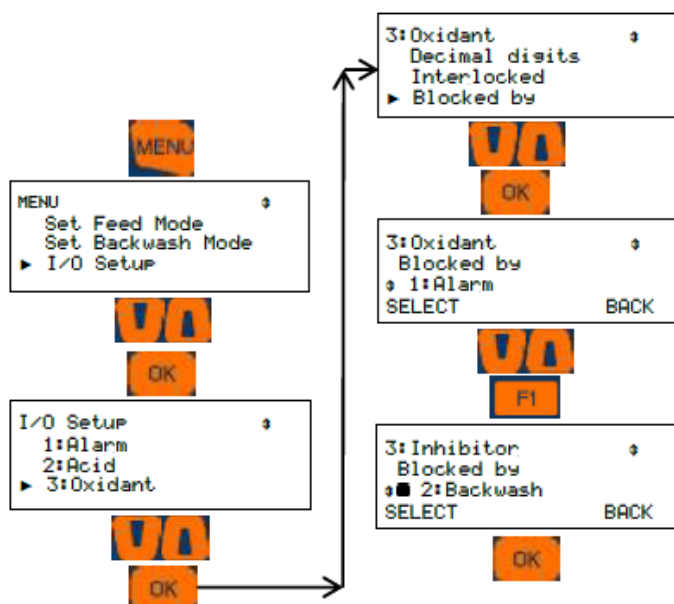 MENU
MENU
Set Feed Mode
Set Backwash Mode
I/O Setup
OK
I/O Setup
1:Alarm
2:Acid
3:Oxidant
OK
3:Oxidant
Decimal digits
Interlocked
Blocked by
OK
3:Oxidant
Blocked by
1:Alarm
SELECT BACK
F1
3:Inhibitor
Blocked by
2:Backwash
SELECT BACK
OK